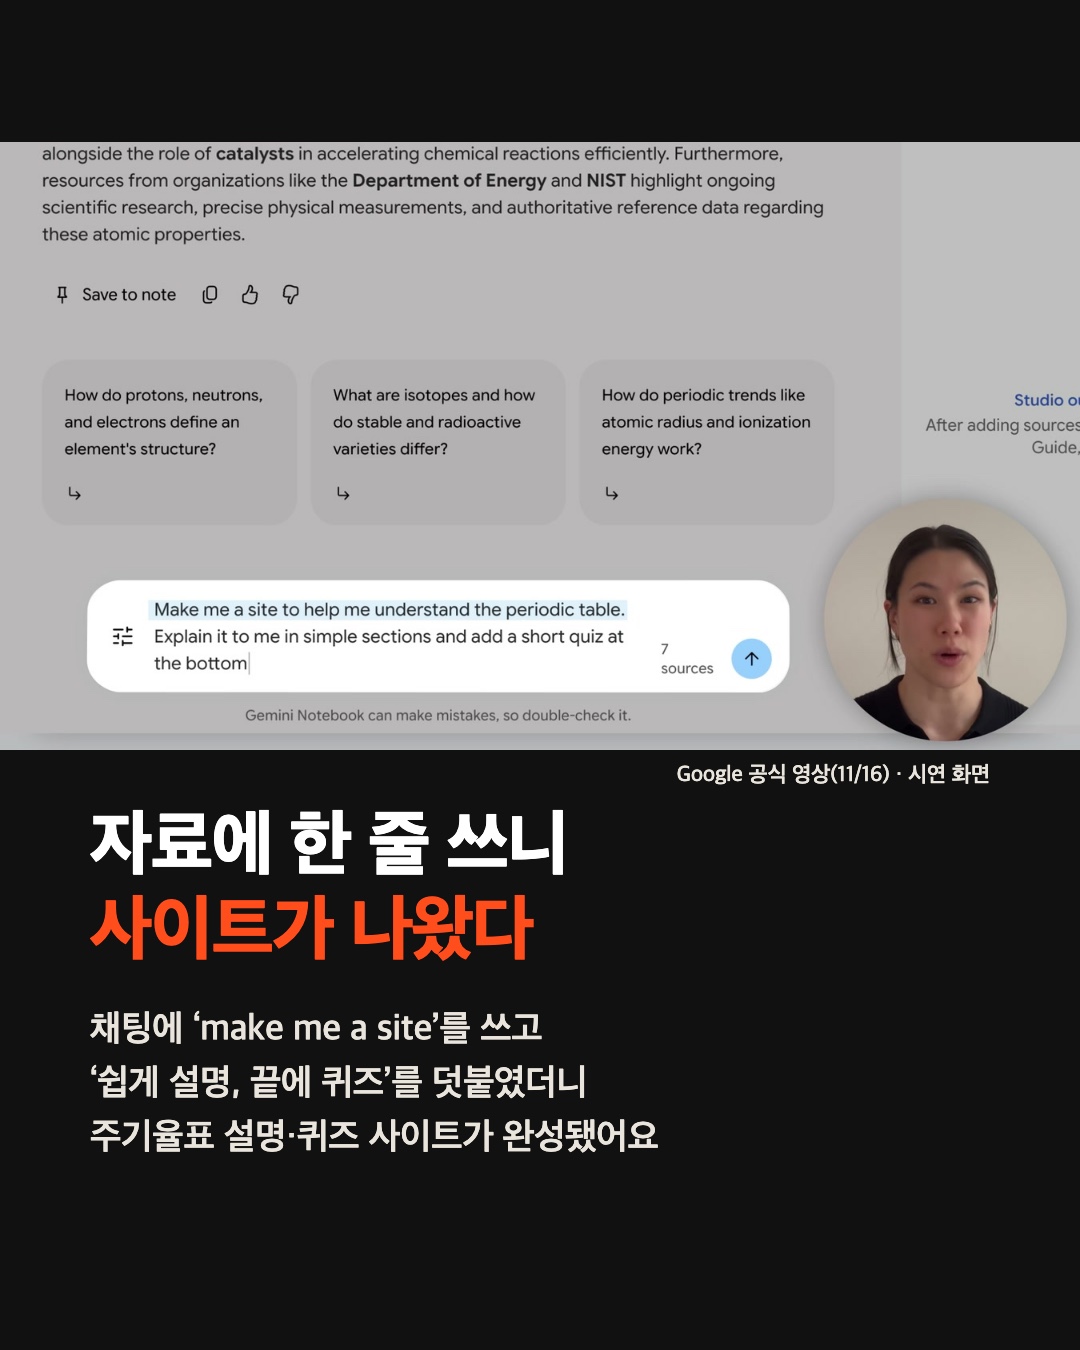 alongside the role of catalysts in accelerating chemical reactions efficiently. Furthermore,
resources from organizations like the Department of Energy and NIST highlight ongoing
scientific research, precise physical measurements, and authoritative reference data regarding
these atomic properties.
Save to note
How do protons, neutrons,
and electrons define an
element's structure?
What are isotopes and how
do stable and radioactive
varieties differ?
How do periodic trends like
atomic radius and ionization
energy work?
Studio
After adding sources
Guide,
Make me a site to help me understand the periodic table.
Explain it to me in simple sections and add a short quiz at
the bottom
7
sources
Gemini Notebook can make mistakes, so double-check it.
Google 공식 영상(11/16) · 시연 화면
자료에 한 줄 쓰니
사이트가 나왔다
채팅에 ‘make me a site’를 쓰고
‘쉽게 설명, 끝에 퀴즈’를 덧붙였더니
주기율표 설명·퀴즈 사이트가 완성됐어요